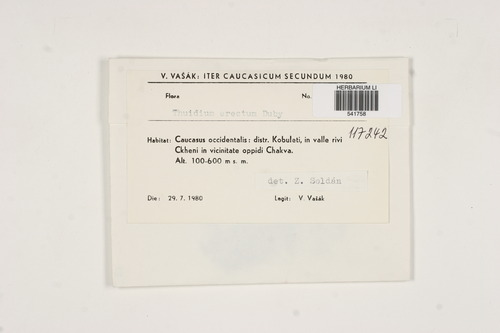 V. VAŠÁK: ITER CAUCASICUM SECUNDUM 1980
Flora No.
HERBARIUM LI
541758
Thuidium erectum Duby
117242
Habitat: Caucasus occidentalis: distr. Kobuleti, in valle rivi
Ckheni in vicinitate oppidi Chakva.
Alt. 100-600 m s. m.
det. Z. Soldán
Die: 29. 7. 1980 Legit: V. Vašák